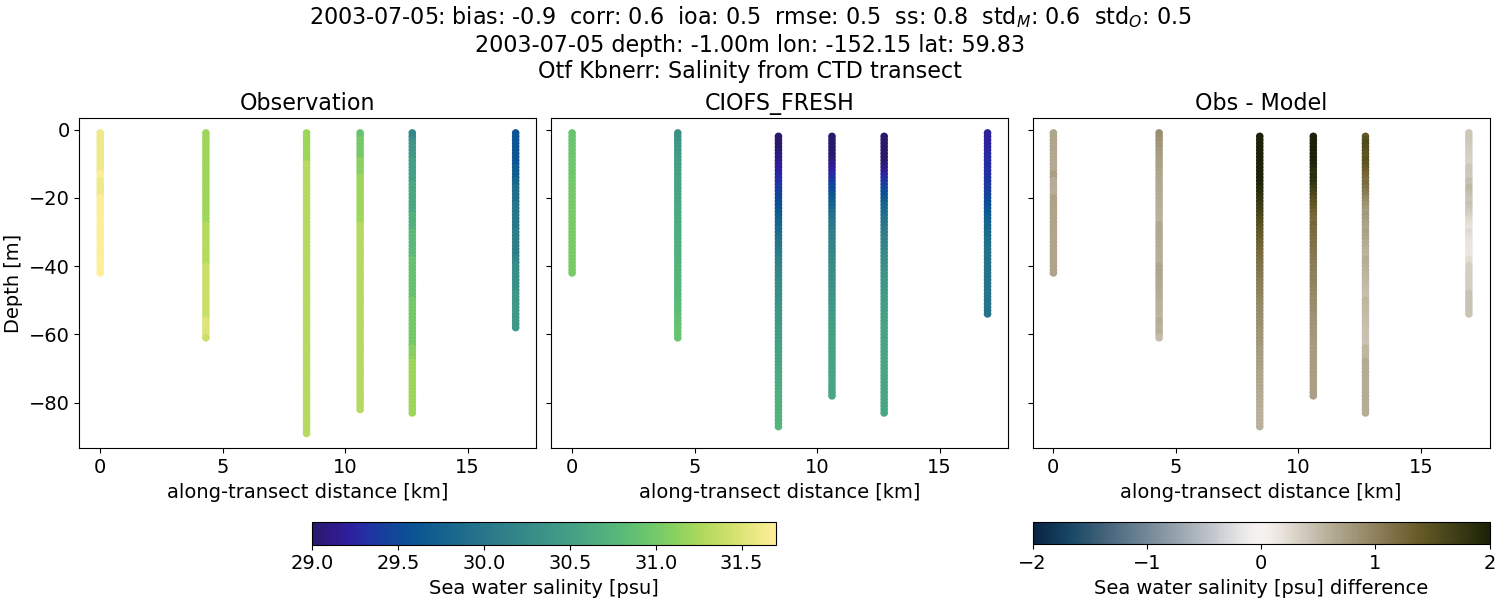 2003-07-05: bias: -0.9 corr: 0.6 ioa: 0.5 rmse: 0.5 ss: 0.8 std_M: 0.6 std_O: 0.5
2003-07-05 depth: -1.00m lon: -152.15 lat: 59.83
Otf Kbnerr: Salinity from CTD transect
Observation
CIOFS_FRESH
Obs - Model
Depth [m]
0
−20
−40
−60
−80
0 5 10 15
0 5 10 15
0 5 10 15
along-transect distance [km]
along-transect distance [km]
along-transect distance [km]
29.0 29.5 30.0 30.5 31.0 31.5
Sea water salinity [psu]
−2 −1 0 1 2
Sea water salinity [psu] difference